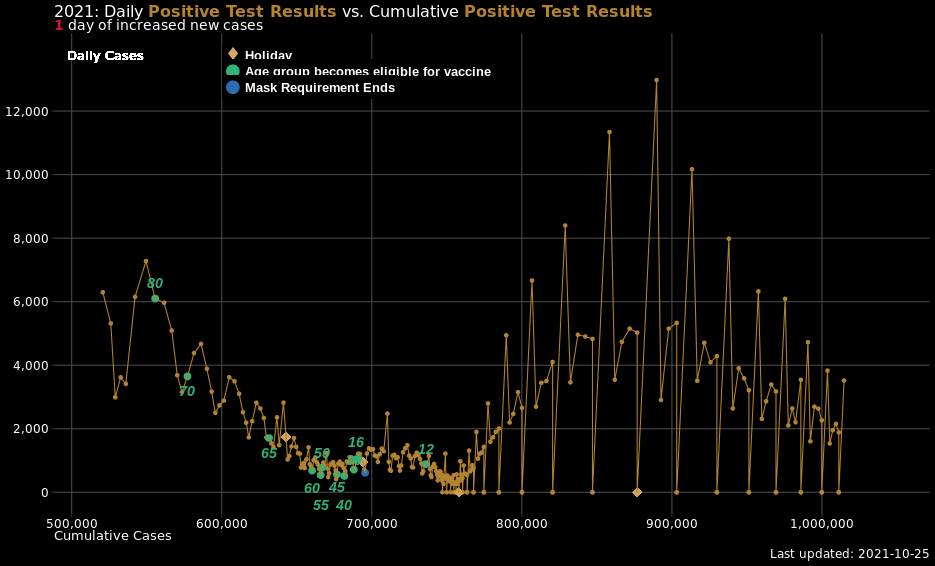 2021: Daily Positive Test Results vs. Cumulative Positive Test Results
1 day of increased new cases
Daily Cases
Holiday
Age group becomes eligible for vaccine
Mask Requirement Ends
12,000
10,000
8,000
6,000
4,000
2,000
0
80
70
65
60
50
55
45
40
16
12
500,000 600,000 700,000 800,000 900,000 1,000,000
Cumulative Cases
Last updated: 2021-10-25